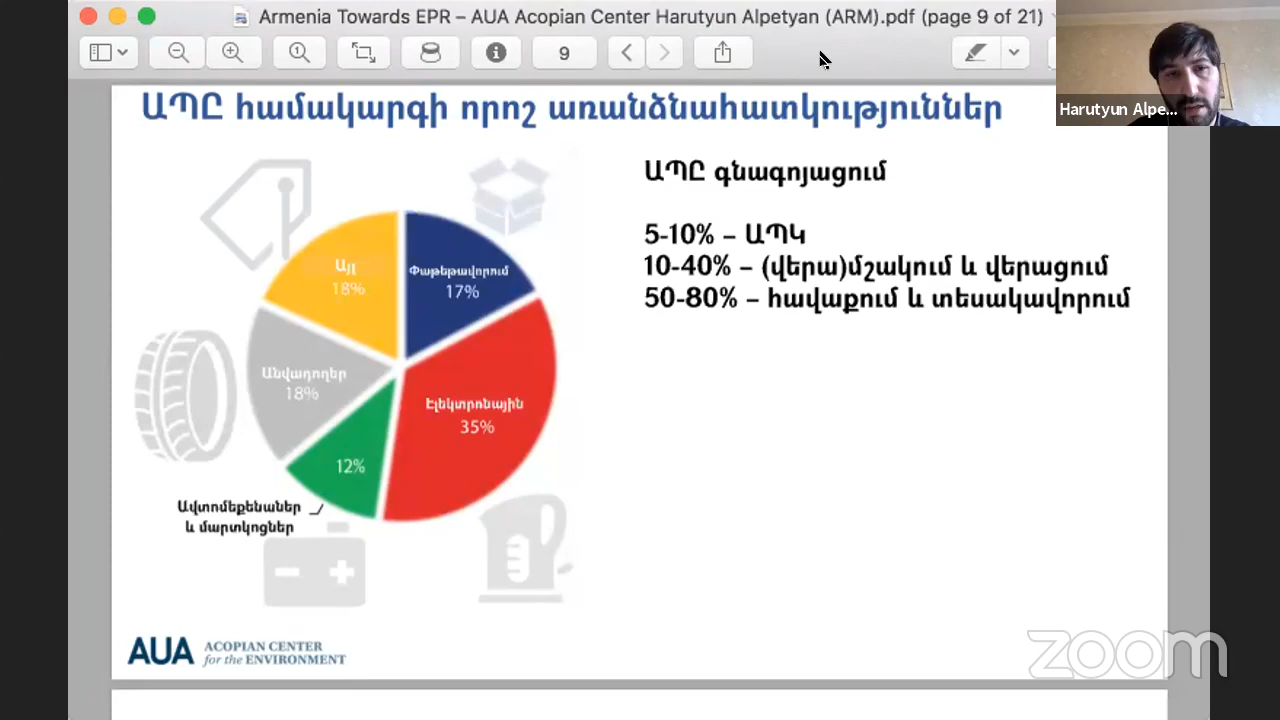 Armenia Towards EPR – AUA Acopian Center Harutyun Alpetyan (ARM).pdf (page 9 of 21)
9
Harutyun Alpe...
ԱՊԸ համակարգի որոշ առանձնահատկություններ
ԱՊԸ գնագոյացում
5-10% – ԱՊԿ
10-40% – (վերա)մշակում և վերացում
50-80% – հավաքում և տեսակավորում
Այլ
18%
Փաթեթավորում
17%
Անվադողեր
18%
Էլեկտրոնային
35%
12%
Ավտոմեքենաներ
և մարտկոցներ
AUA ACOPIAN CENTER
for the ENVIRONMENT
zoom